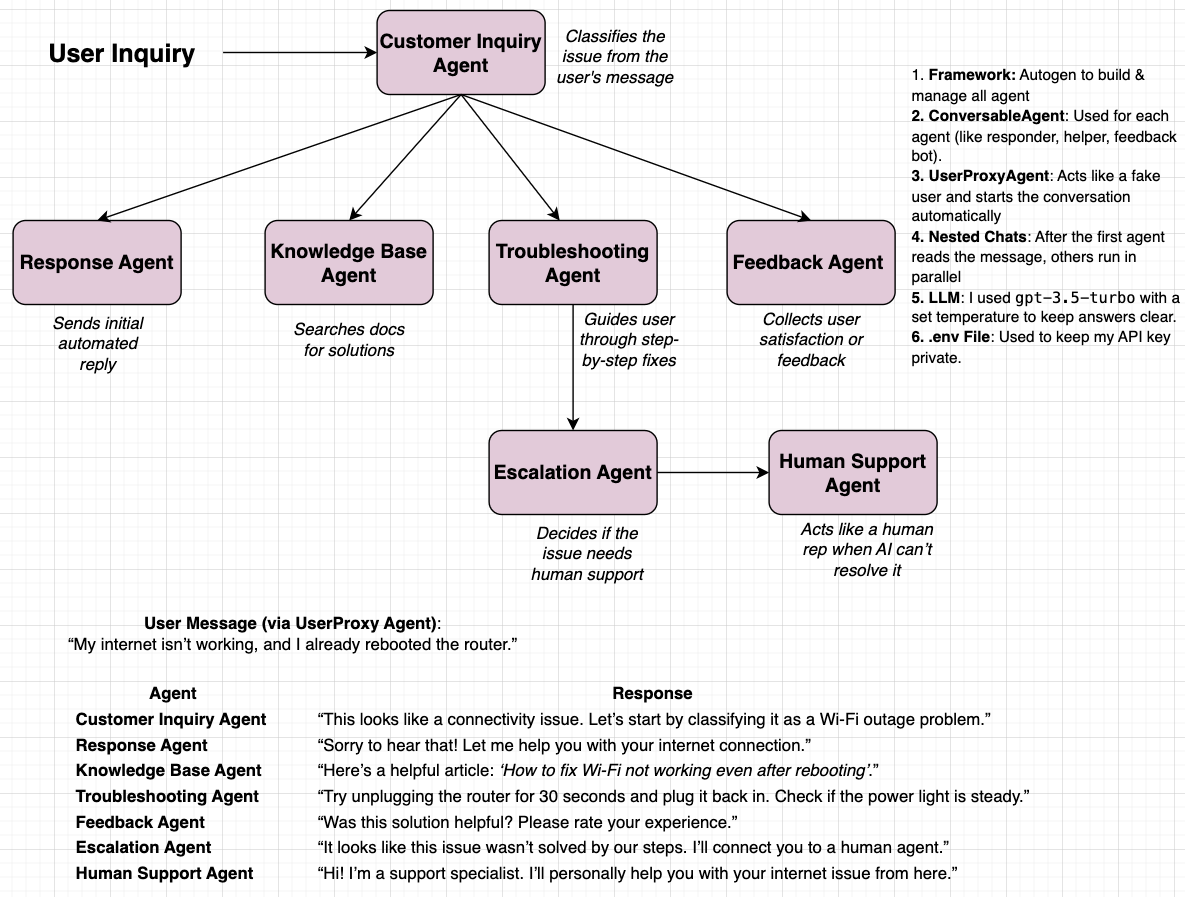 User Inquiry
Customer Inquiry
Agent
Classifies the
issue from the
user's message
1. Framework: Autogen to build &
manage all agent
2. ConversableAgent: Used for each
agent (like responder, helper, feedback
bot).
3. UserProxyAgent: Acts like a fake
user and starts the conversation
automatically
4. Nested Chats: After the first agent
reads the message, others run in
parallel
5. LLM: I used gpt-3.5-turbo with a
set temperature to keep answers clear.
6. .env File: Used to keep my API key
private.
Response Agent
Sends initial
automated
reply
Knowledge Base
Agent
Searches docs
for solutions
Troubleshooting
Agent
Guides user
through step-
by-step fixes
Feedback Agent
Collects user
satisfaction or
feedback
Escalation Agent
Decides if the
issue needs
human support
Human Support
Agent
Acts like a human
rep when AI can’t
resolve it
User Message (via UserProxy Agent):
“My internet isn’t working, and I already rebooted the router.”
Agent Response
Customer Inquiry Agent “This looks like a connectivity issue. Let’s start by classifying it as a Wi-Fi outage problem.”
Response Agent “Sorry to hear that! Let me help you with your internet connection.”
Knowledge Base Agent “Here’s a helpful article: ‘How to fix Wi-Fi not working even after rebooting’.”
Troubleshooting Agent “Try unplugging the router for 30 seconds and plug it back in. Check if the power light is steady.”
Feedback Agent “Was this solution helpful? Please rate your experience.”
Escalation Agent “It looks like this issue wasn’t solved by our steps. I’ll connect you to a human agent.”
Human Support Agent “Hi! I’m a support specialist. I’ll personally help you with your internet issue from here.”